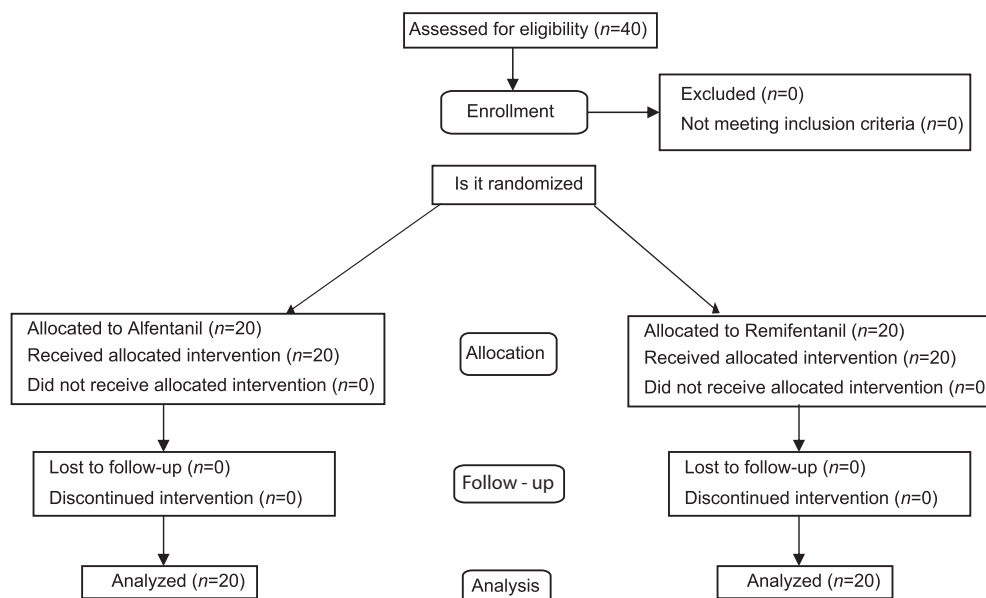 Assessed for eligibility (n=40)
Enrollment
Excluded (n=0)
Not meeting inclusion criteria (n=0)
Is it randomized
Allocated to Alfentanil (n=20)
Received allocated intervention (n=20)
Did not receive allocated intervention (n=0)
Allocation
Allocated to Remifentanil (n=20)
Received allocated intervention (n=20)
Did not receive allocated intervention (n=0
Lost to follow-up (n=0)
Discontinued intervention (n=0)
Follow - up
Lost to follow-up (n=0)
Discontinued intervention (n=0)
Analyzed (n=20)
Analysis
Analyzed (n=20)